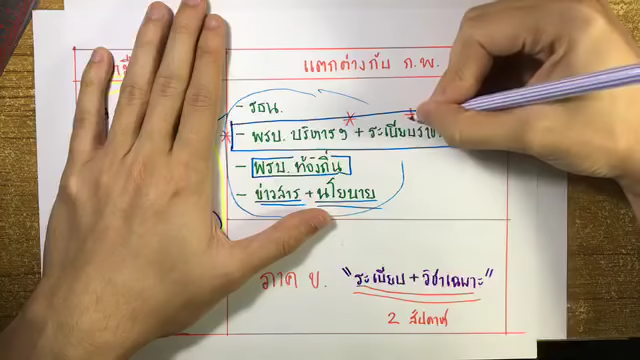 แตกต่างกับ ก.พ.
- รธน.
- พรบ. บริหาร ๆ + ระเบียบราช
- พรบ. ท้องถิ่น
- ข่าวสาร + นโยบาย
ภาค ข. "ระเบียบ + วิชาเฉพาะ"
2 สัปดาห์